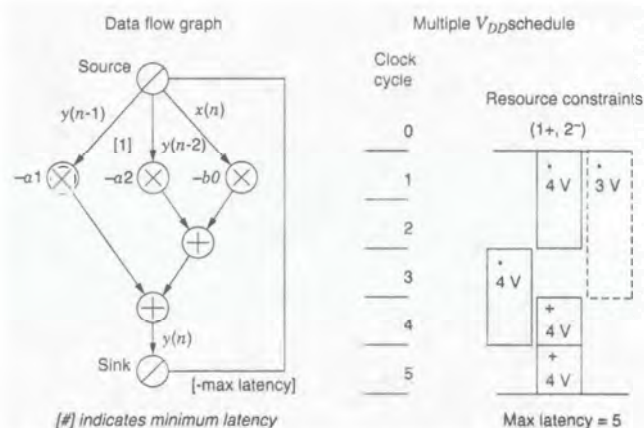 Data flow graph
Multiple V_DD schedule
Source
Clock
cycle
Resource constraints
y(n-1)
x(n)
[1]
y(n-2)
0
(1+, 2⁻)
–a1
–a2
–b0
1
*
4 V
*
3 V
2
3
*
4 V
4
+
4 V
y(n)
Sink
[-max latency]
5
+
4 V
[#] indicates minimum latency
Max latency = 5